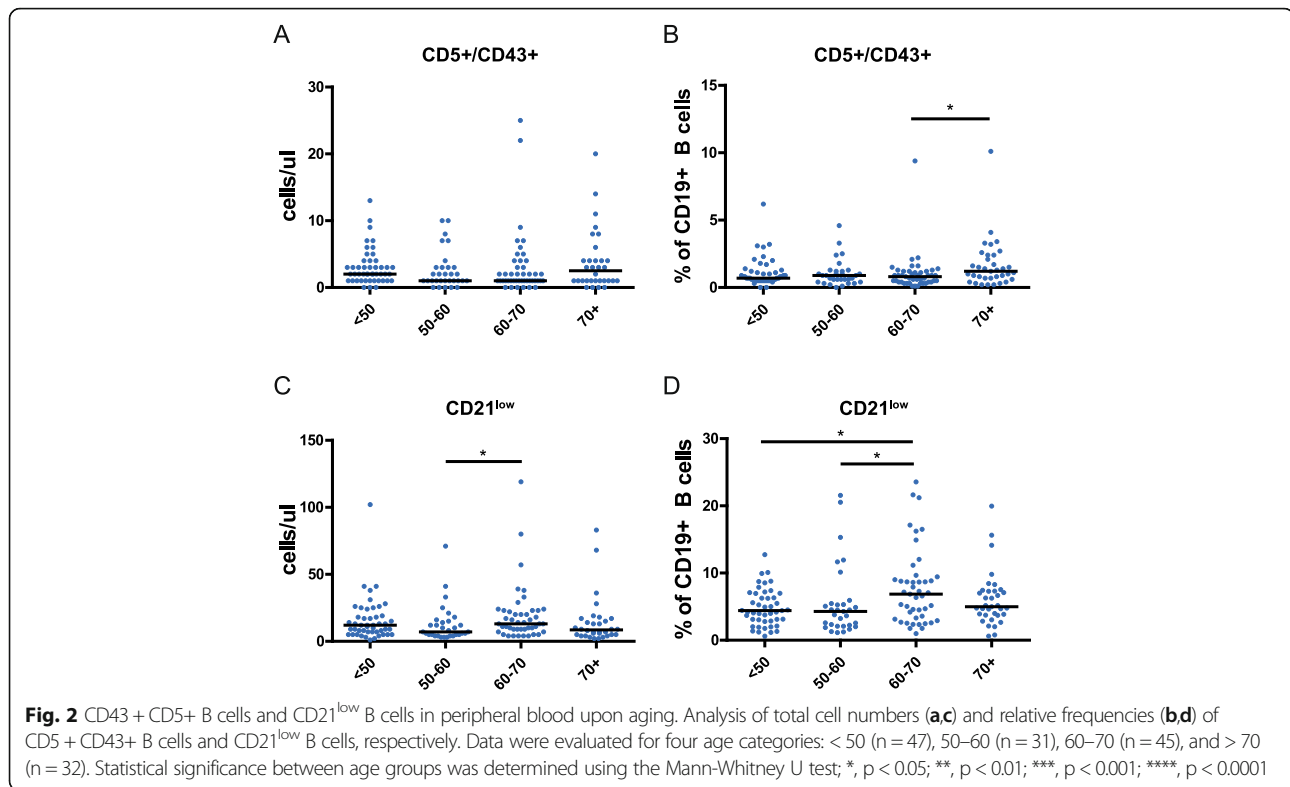 A
CD5+/CD43+
30
20
10
0
cells/ul
<50
50-60
60-70
70+
B
CD5+/CD43+
15
10
5
0
% of CD19+ B cells
*
<50
50-60
60-70
70+
C
CD21low
150
100
50
0
cells/ul
*
<50
50-60
60-70
70+
D
CD21low
30
20
10
0
% of CD19+ B cells
*
*
<50
50-60
60-70
70+
Fig. 2 CD43 + CD5+ B cells and CD21low B cells in peripheral blood upon aging. Analysis of total cell numbers (a,c) and relative frequencies (b,d) of
CD5 + CD43+ B cells and CD21low B cells, respectively. Data were evaluated for four age categories: < 50 (n = 47), 50–60 (n = 31), 60–70 (n = 45), and > 70
(n = 32). Statistical significance between age groups was determined using the Mann-Whitney U test; *, p < 0.05; **, p < 0.01; ***, p < 0.001; ****, p < 0.0001